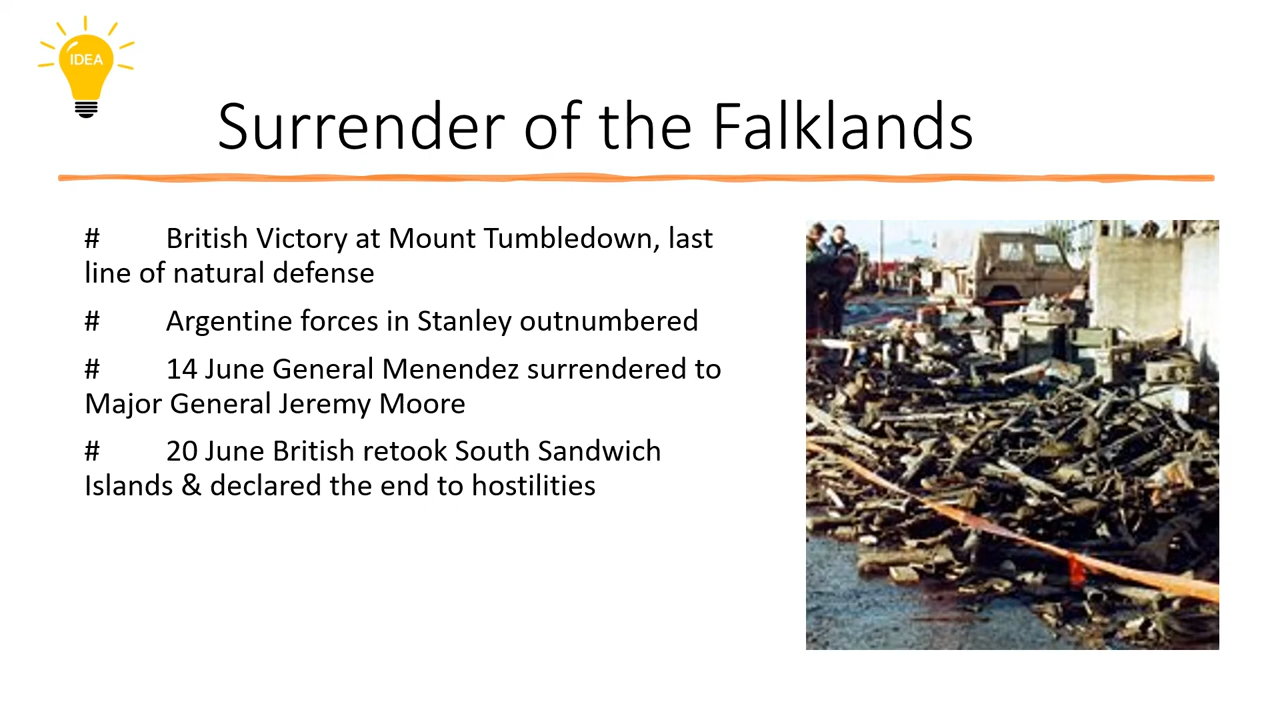 IDEA
Surrender of the Falklands
# British Victory at Mount Tumbledown, last
line of natural defense
# Argentine forces in Stanley outnumbered
# 14 June General Menendez surrendered to
Major General Jeremy Moore
# 20 June British retook South Sandwich
Islands & declared the end to hostilities